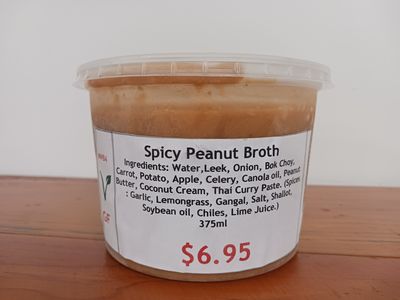 Spicy Peanut Broth
Ingredients: Water,Leek, Onion, Bok Choy,
Carrot, Potato, Apple, Celery, Canola oil, Peanut
Butter, Coconut Cream, Thai Curry Paste. (Spices
: Garlic, Lemongrass, Gangal, Salt, Shallot,
Soybean oil, Chiles, Lime Juice.)
375ml
$6.95
GF